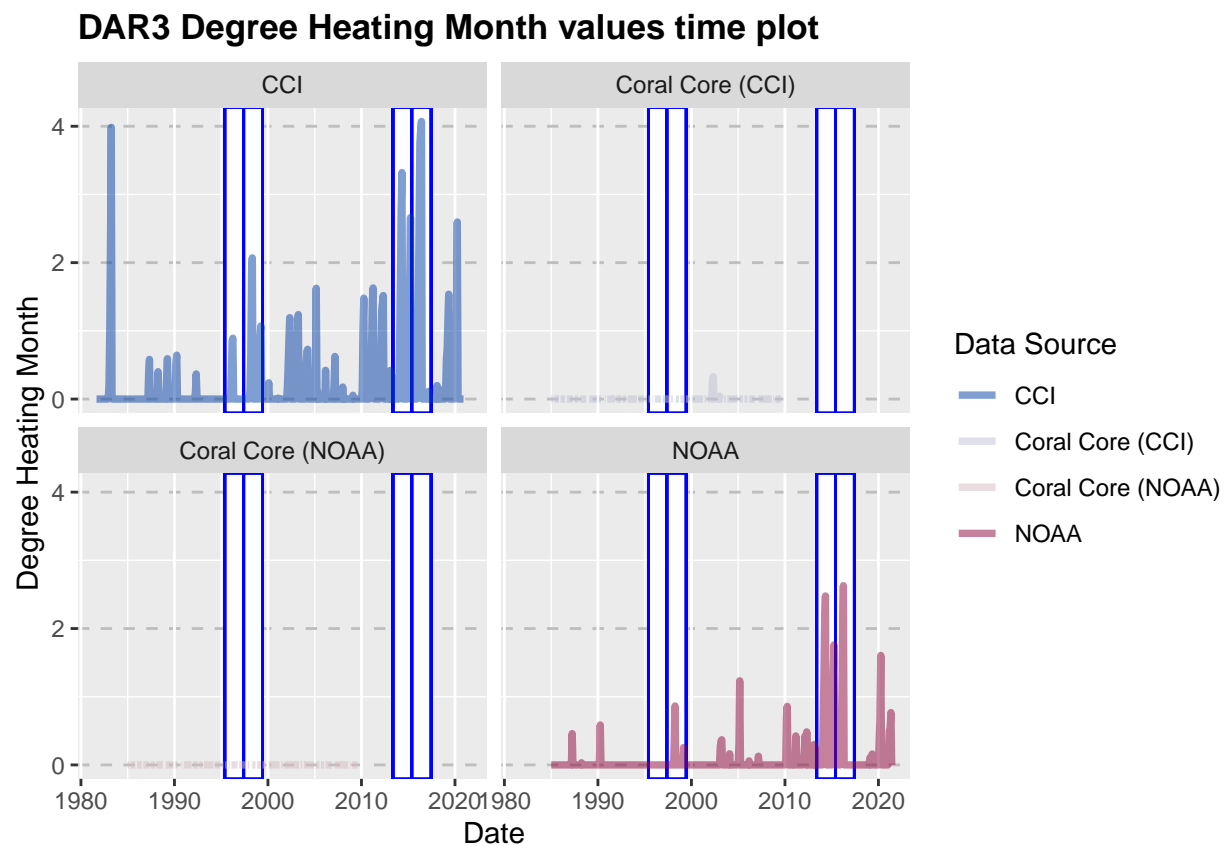 DAR3 Degree Heating Month values time plot
CCI
Coral Core (CCI)
4
2
0
Coral Core (NOAA)
NOAA
4
2
0
1980 1990 2000 2010 2020
1980 1990 2000 2010 2020
Date
Degree Heating Month
Data Source
CCI
Coral Core (CCI)
Coral Core (NOAA)
NOAA